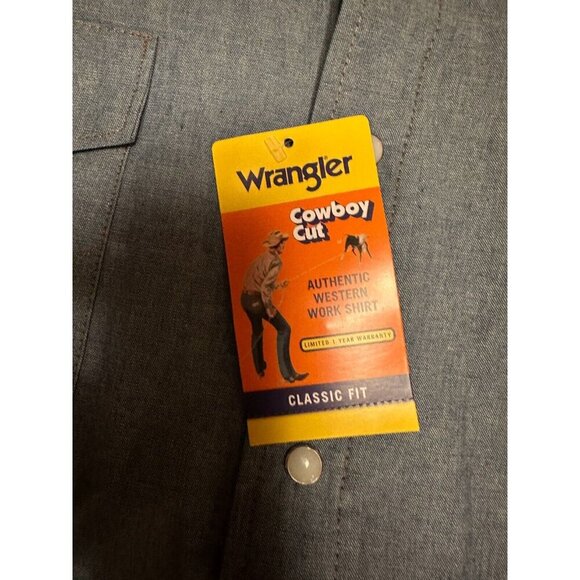 Wrangler
Cowboy
Cut
AUTHENTIC
WESTERN
WORK SHIRT
LIMITED 1 YEAR WARRANTY
CLASSIC FIT